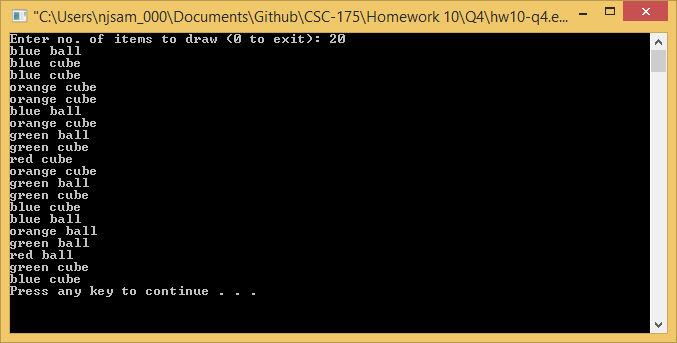 "C:\Users\njsam_000\Documents\Github\CSC-175\Homework 10\Q4\hw10-q4.e...
Enter no. of items to draw (0 to exit): 20
blue ball
blue cube
blue cube
orange cube
orange cube
blue ball
orange cube
green ball
green cube
red cube
orange cube
green ball
green cube
blue cube
blue ball
orange ball
green ball
red ball
green cube
blue cube
Press any key to continue . . .